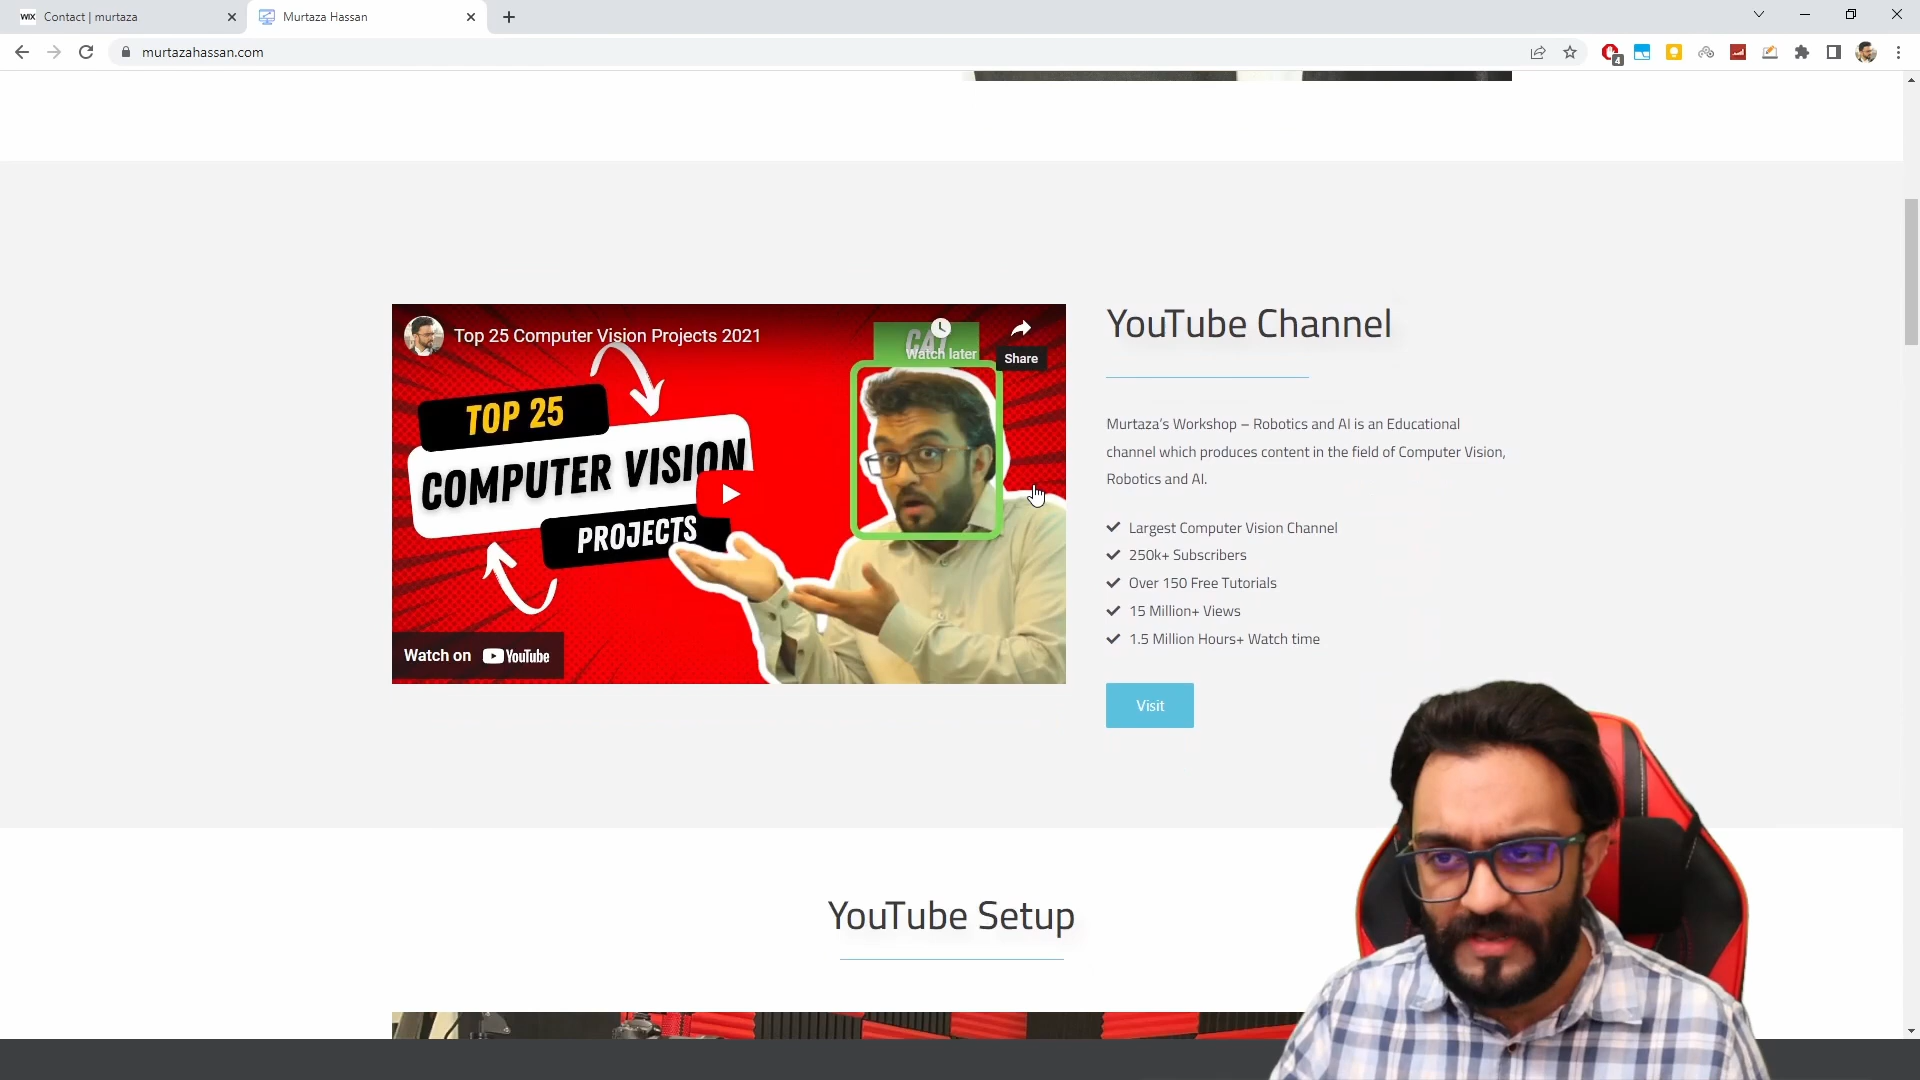 WIX Contact | murtaza
Murtaza Hassan
murtazahassan.com
4
Top 25 Computer Vision Projects 2021
CAT
Watch later
Share
TOP 25
COMPUTER VISION
PROJECTS
Watch on YouTube
YouTube Channel
Murtaza's Workshop – Robotics and AI is an Educational
channel which produces content in the field of Computer Vision,
Robotics and AI.
Largest Computer Vision Channel
250k+ Subscribers
Over 150 Free Tutorials
15 Million+ Views
1.5 Million Hours+ Watch time
Visit
YouTube Setup